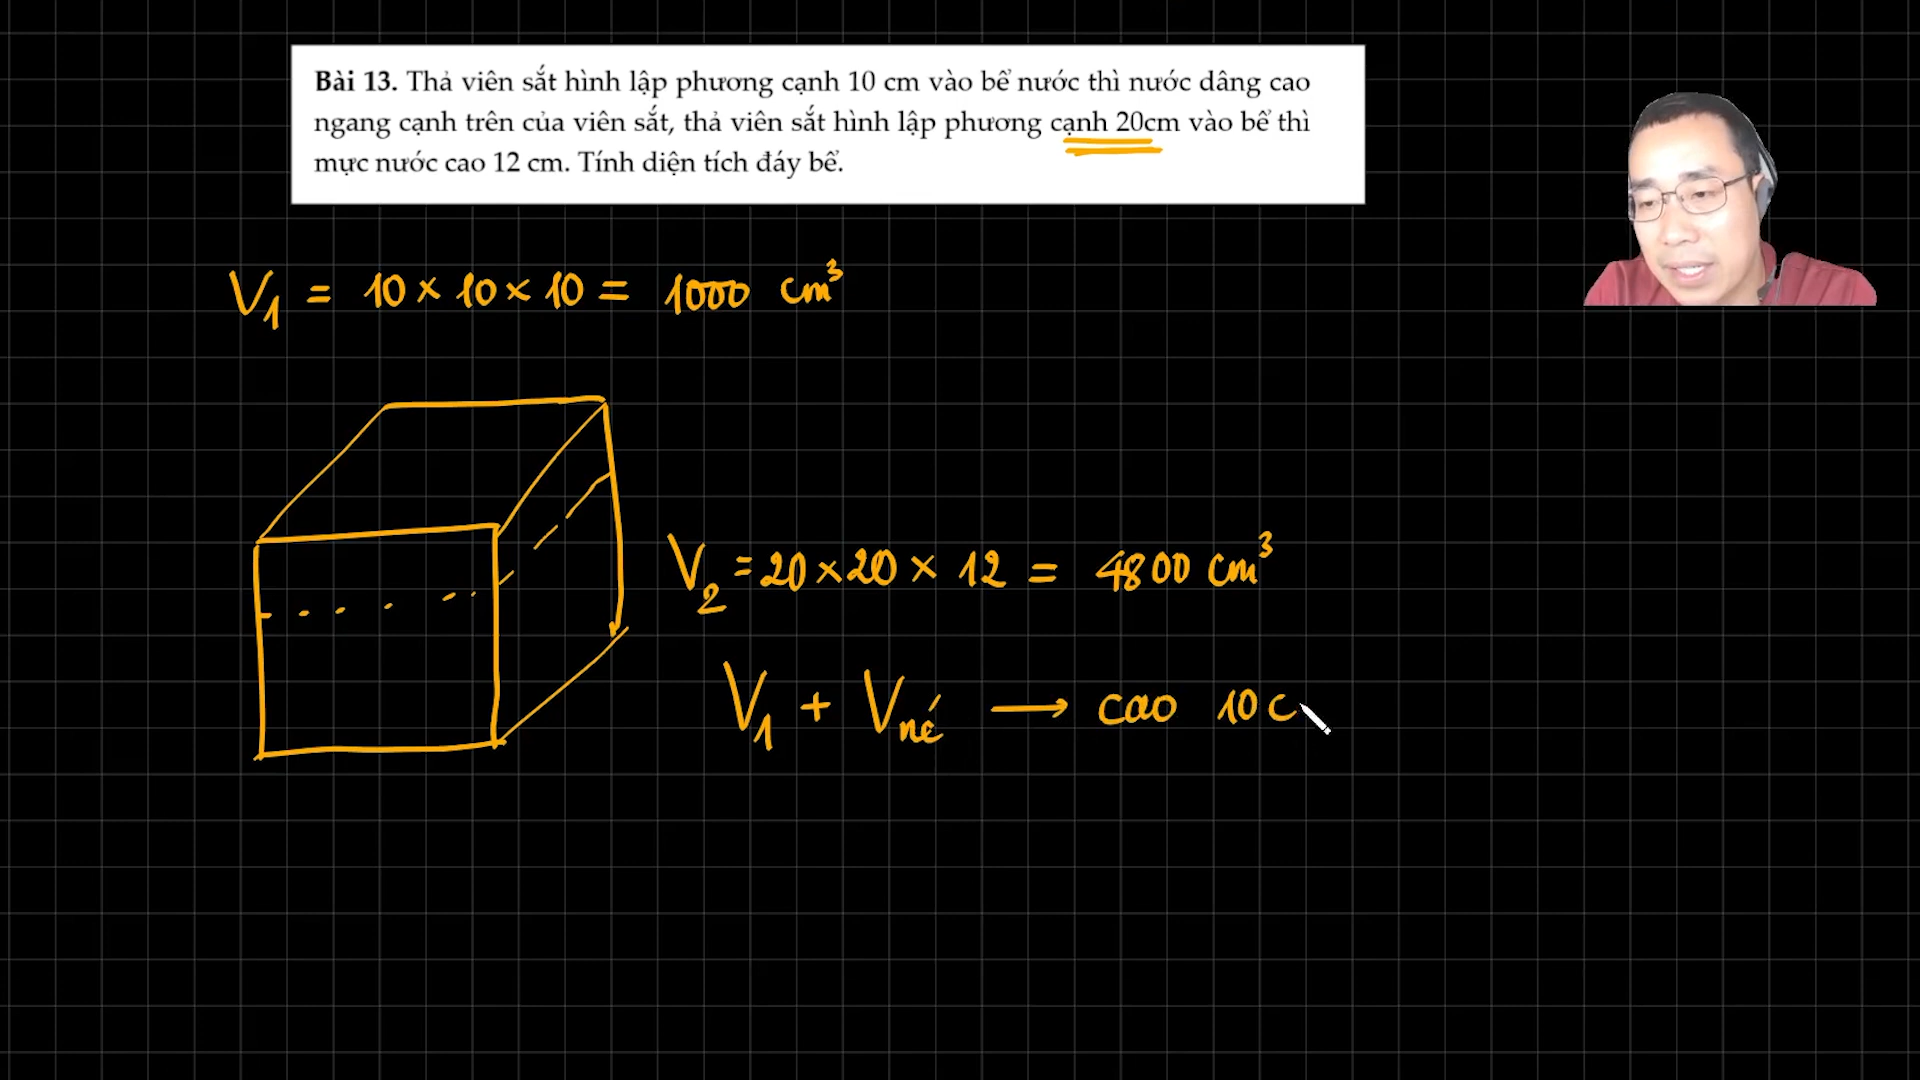 Bài 13. Thả viên sắt hình lập phương cạnh 10 cm vào bể nước thì nước dâng cao
ngang cạnh trên của viên sắt, thả viên sắt hình lập phương cạnh 20cm vào bể thì
mực nước cao 12 cm. Tính diện tích đáy bể.
V₁ = 10 × 10 × 10 = 1000 cm³
V₂ = 20 × 20 × 12 = 4800 cm³
V₁ + Vné → cao 10 c